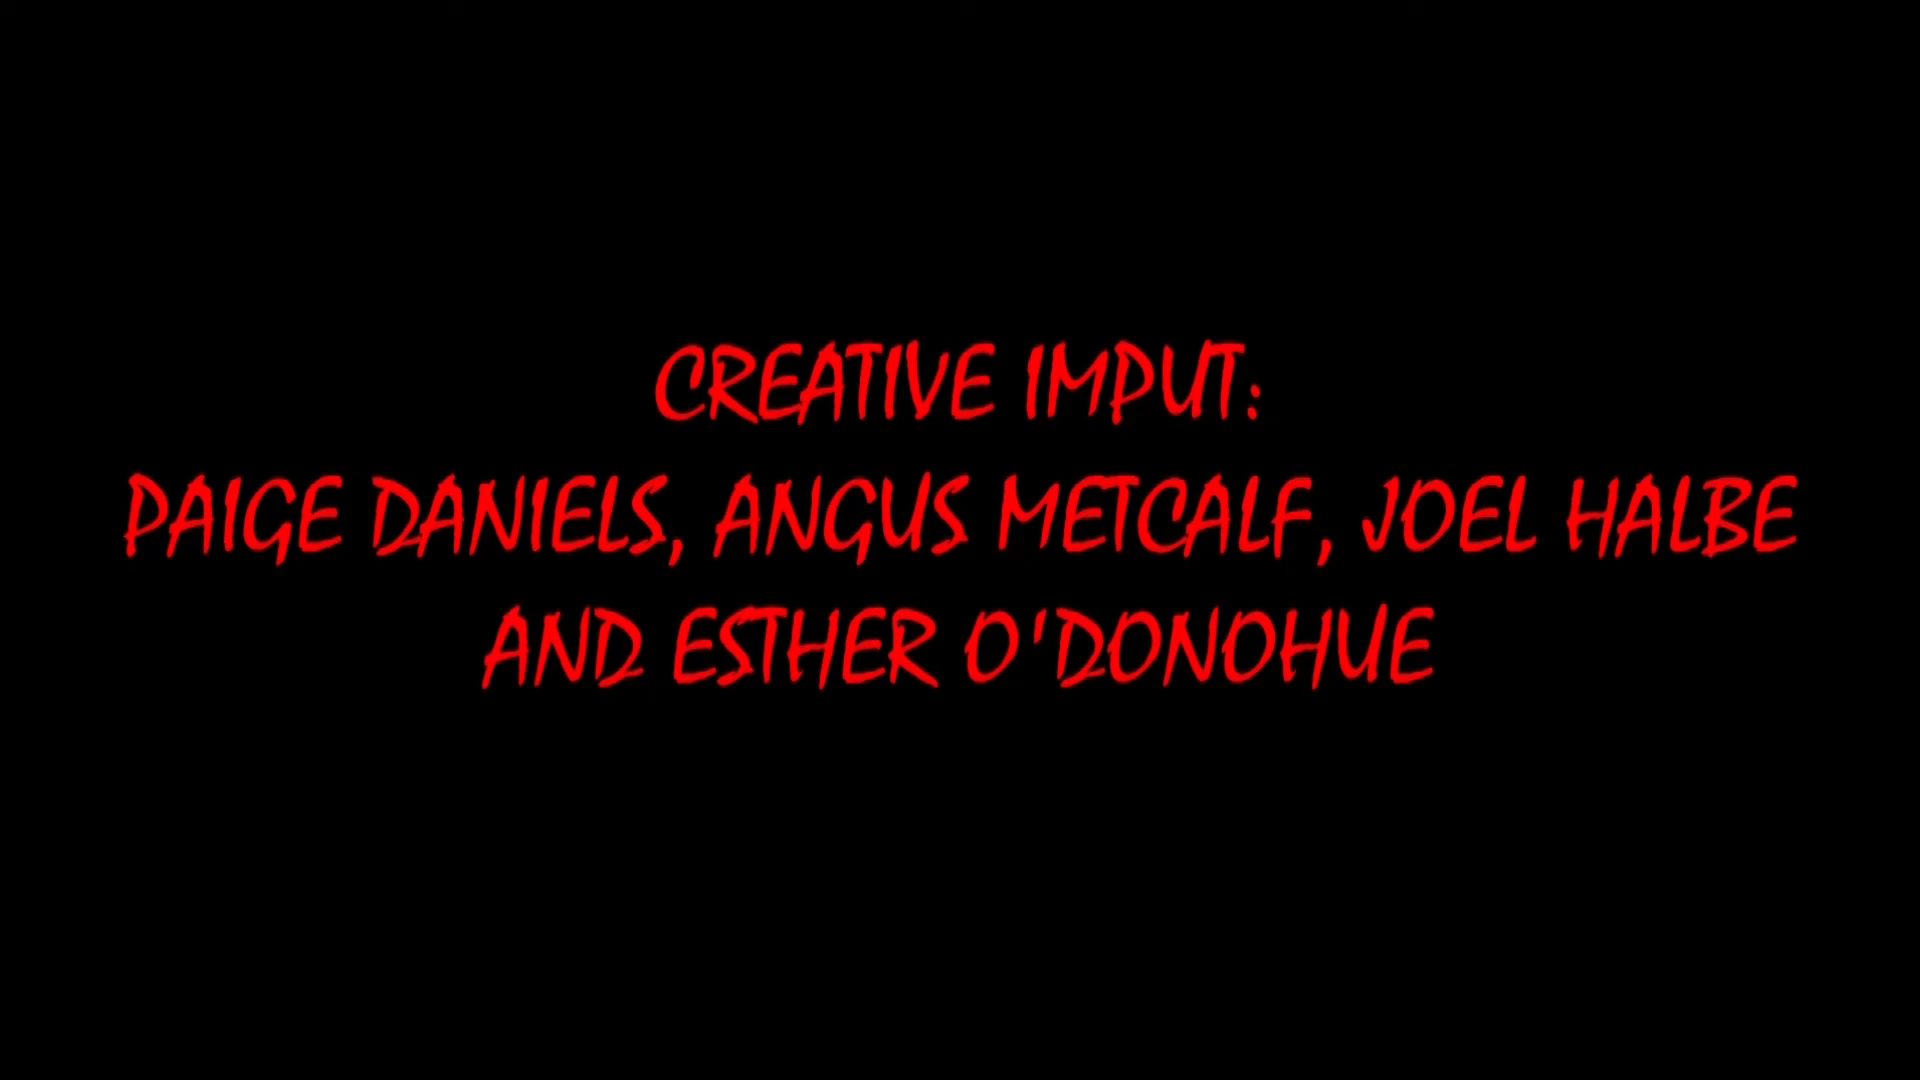 CREATIVE IMPUT:
PAIGE DANIELS, ANGUS METCALF, JOEL HALBE
AND ESTHER O'DONOHUE